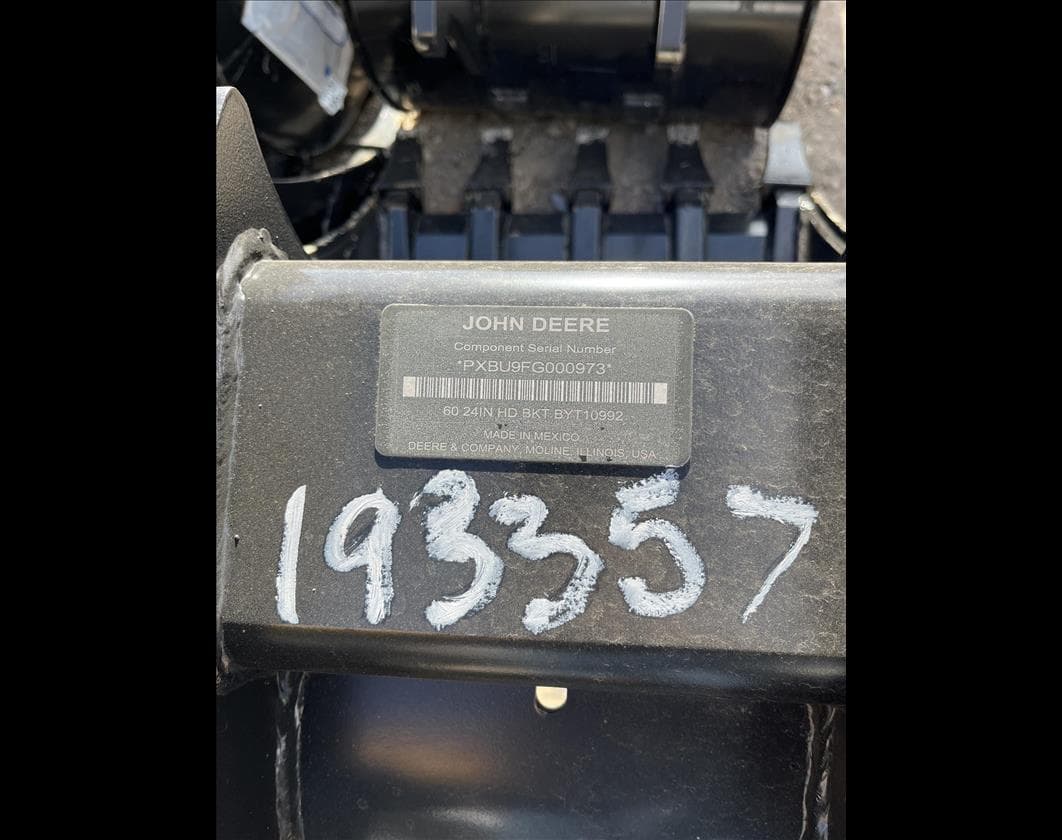 JOHN DEERE
Component Serial Number
*PXBU9FG000973*
60 24IN HD BKT BYT10992
MADE IN MEXICO
DEERE & COMPANY, MOLINE, ILLINOIS, USA
193357